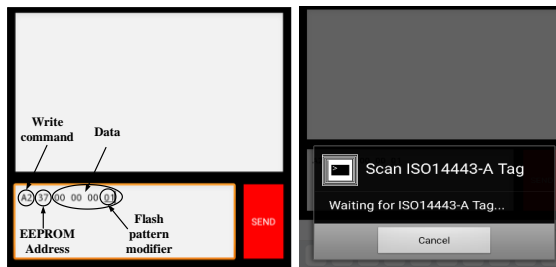 Write
command
Data
A2 37 00 00 00 01
EEPROM
Address
Flash
pattern
modifier
SEND
Scan ISO14443-A Tag
Waiting for ISO14443-A Tag...
Cancel